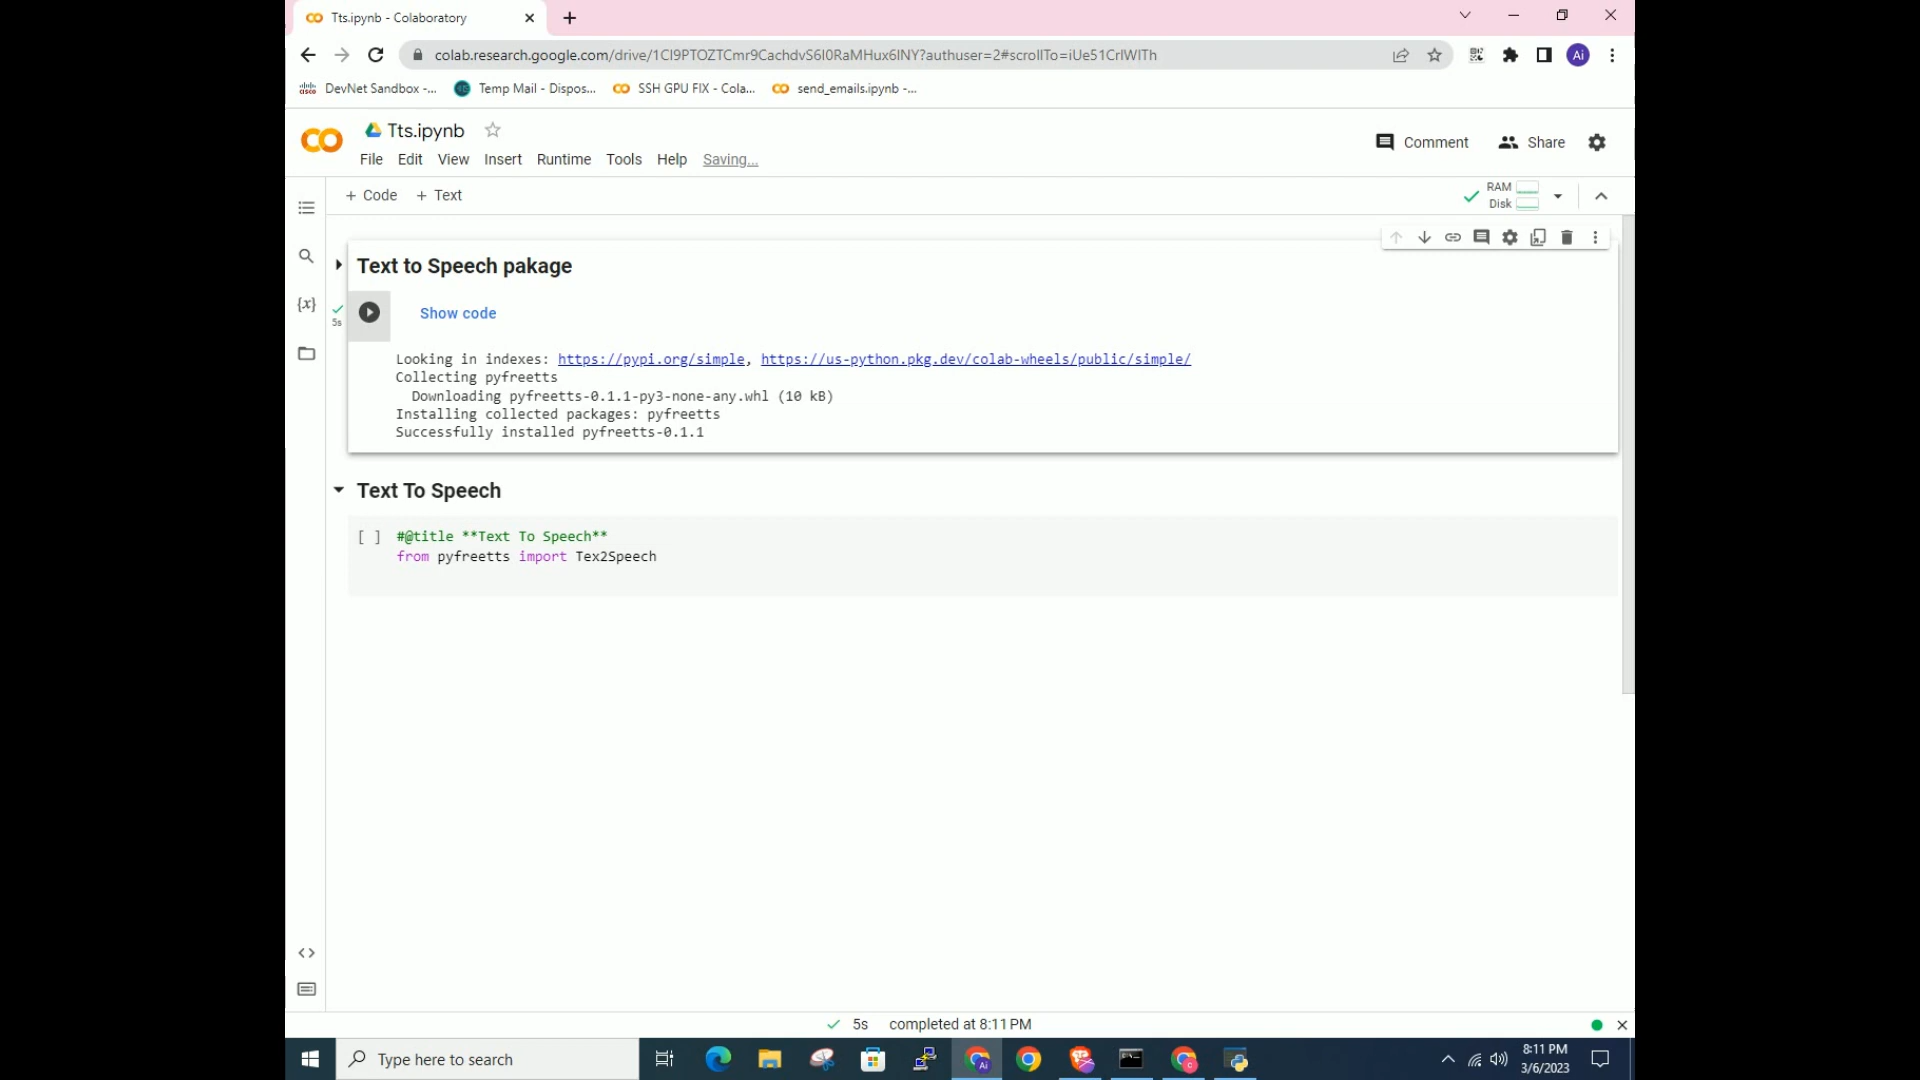 Tts.ipynb - Colaboratory
colab.research.google.com/drive/1Cl9PTOZTCmr9CachdvS6I0RaMHux6lNY?authuser=2#scrollTo=iUe51CrlWlTh
Ai
DevNet Sandbox -... Temp Mail - Dispos... SSH GPU FIX - Cola... send_emails.ipynb -...
Tts.ipynb
Comment Share
File Edit View Insert Runtime Tools Help Saving...
+ Code + Text
RAM
Disk
Text to Speech pakage
{x}
5s
Show code
Looking in indexes: https://pypi.org/simple, https://us-python.pkg.dev/colab-wheels/public/simple/
Collecting pyfreetts
Downloading pyfreetts-0.1.1-py3-none-any.whl (10 kB)
Installing collected packages: pyfreetts
Successfully installed pyfreetts-0.1.1
Text To Speech
[ ] #@title **Text To Speech**
from pyfreetts import Tex2Speech
5s completed at 8:11 PM
Type here to search
8:11 PM
3/6/2023